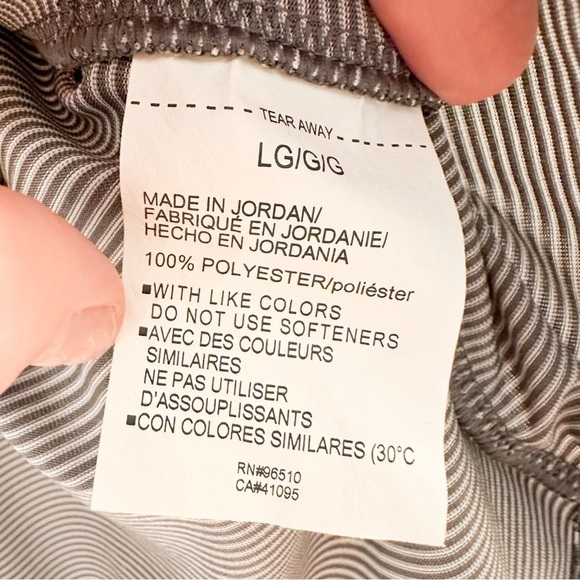 TEAR AWAY
LG/G/G
MADE IN JORDAN/
FABRIQUÉ EN JORDANIE/
HECHO EN JORDANIA
100% POLYESTER/poliéster
▪WITH LIKE COLORS
DO NOT USE SOFTENERS
▪AVEC DES COULEURS
SIMILAIRES
NE PAS UTILISER
D'ASSOUPLISSANTS
▪CON COLORES SIMILARES (30°C
RN#96510
CA#41095